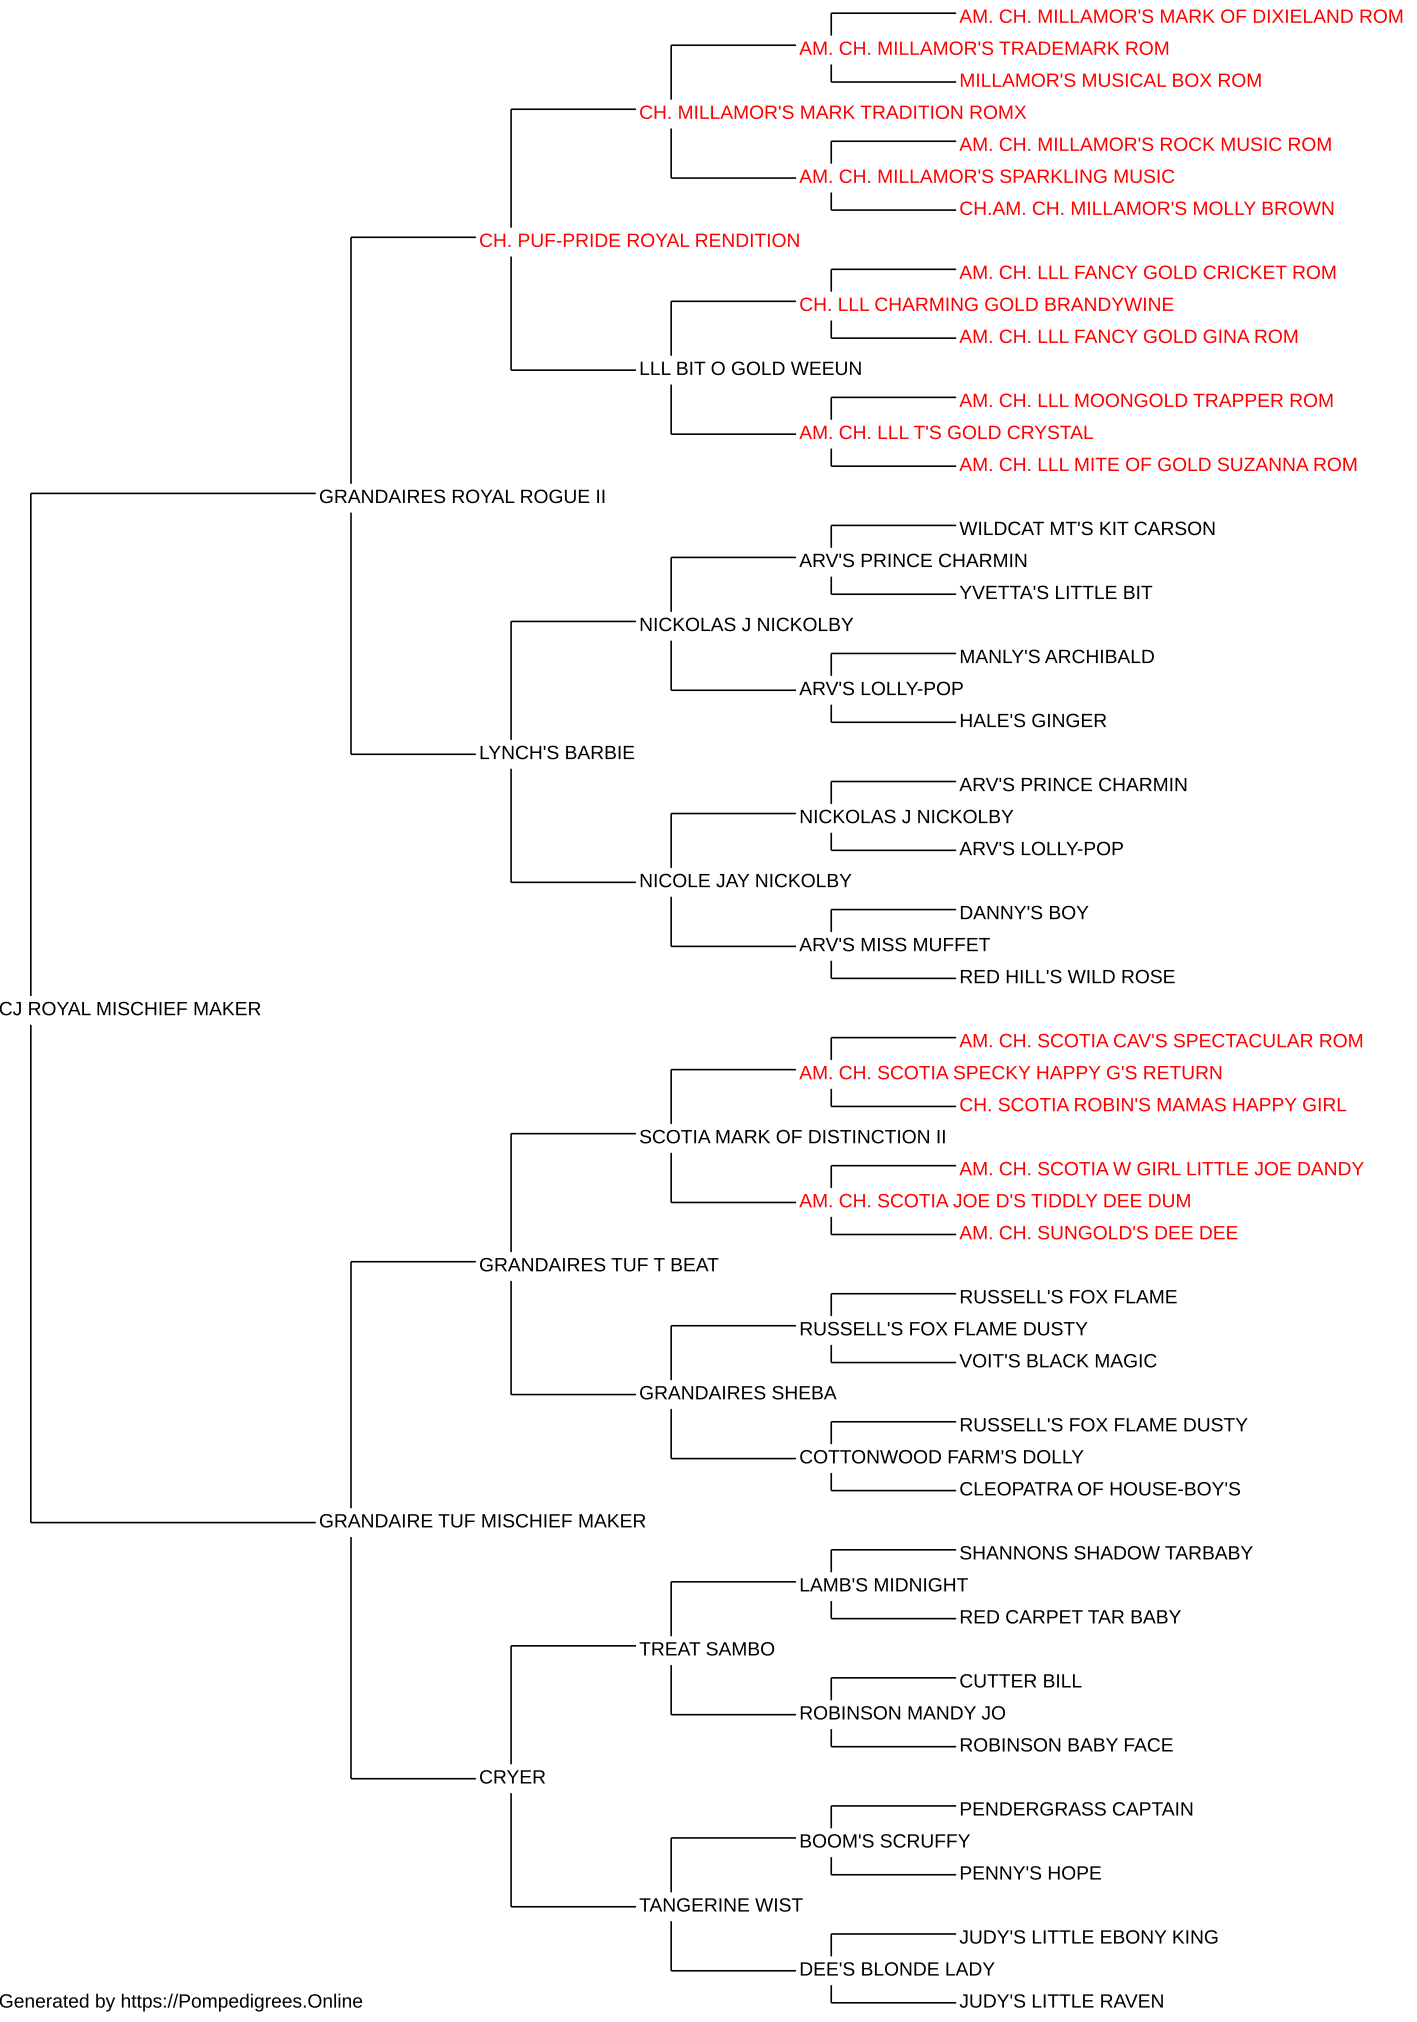 AM. CH. MILLAMOR'S MARK OF DIXIELAND ROM
AM. CH. MILLAMOR'S TRADEMARK ROM
MILLAMOR'S MUSICAL BOX ROM
CH. MILLAMOR'S MARK TRADITION ROMX
AM. CH. MILLAMOR'S ROCK MUSIC ROM
AM. CH. MILLAMOR'S SPARKLING MUSIC
CH.AM. CH. MILLAMOR'S MOLLY BROWN
CH. PUF-PRIDE ROYAL RENDITION
AM. CH. LLL FANCY GOLD CRICKET ROM
CH. LLL CHARMING GOLD BRANDYWINE
AM. CH. LLL FANCY GOLD GINA ROM
LLL BIT O GOLD WEEUN
AM. CH. LLL MOONGOLD TRAPPER ROM
AM. CH. LLL T'S GOLD CRYSTAL
AM. CH. LLL MITE OF GOLD SUZANNA ROM
GRANDAIRES ROYAL ROGUE II
WILDCAT MT'S KIT CARSON
ARV'S PRINCE CHARMIN
YVETTA'S LITTLE BIT
NICKOLAS J NICKOLBY
MANLY'S ARCHIBALD
ARV'S LOLLY-POP
HALE'S GINGER
LYNCH'S BARBIE
ARV'S PRINCE CHARMIN
NICKOLAS J NICKOLBY
ARV'S LOLLY-POP
NICOLE JAY NICKOLBY
DANNY'S BOY
ARV'S MISS MUFFET
RED HILL'S WILD ROSE
CJ ROYAL MISCHIEF MAKER
AM. CH. SCOTIA CAV'S SPECTACULAR ROM
AM. CH. SCOTIA SPECKY HAPPY G'S RETURN
CH. SCOTIA ROBIN'S MAMAS HAPPY GIRL
SCOTIA MARK OF DISTINCTION II
AM. CH. SCOTIA W GIRL LITTLE JOE DANDY
AM. CH. SCOTIA JOE D'S TIDDLY DEE DUM
AM. CH. SUNGOLD'S DEE DEE
GRANDAIRES TUF T BEAT
RUSSELL'S FOX FLAME
RUSSELL'S FOX FLAME DUSTY
VOIT'S BLACK MAGIC
GRANDAIRES SHEBA
RUSSELL'S FOX FLAME DUSTY
COTTONWOOD FARM'S DOLLY
CLEOPATRA OF HOUSE-BOY'S
GRANDAIRE TUF MISCHIEF MAKER
SHANNONS SHADOW TARBABY
LAMB'S MIDNIGHT
RED CARPET TAR BABY
TREAT SAMBO
CUTTER BILL
ROBINSON MANDY JO
ROBINSON BABY FACE
CRYER
PENDERGRASS CAPTAIN
BOOM'S SCRUFFY
PENNY'S HOPE
TANGERINE WIST
JUDY'S LITTLE EBONY KING
DEE'S BLONDE LADY
JUDY'S LITTLE RAVEN
Generated by https://Pompedigrees.Online